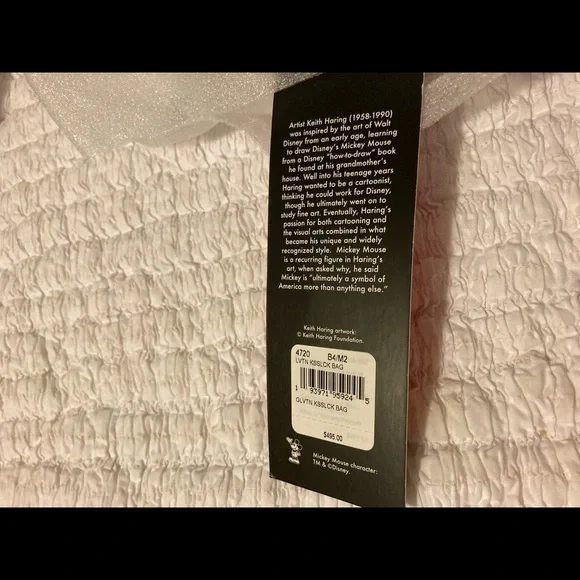 Artist Keith Haring (1958-1990)
was inspired by the art of Walt
Disney from an early age, learning
to draw Disney's Mickey Mouse
from a Disney "how-to-draw" book
he found at his grandmother's
house. Well into his teenage years
Haring wanted to be a cartoonist,
thinking he could work for Disney,
though he ultimately went on to
study fine art. Eventually, Haring's
passion for both cartooning and
the visual arts combined in what
became his unique and widely
recognized style. Mickey Mouse
is a recurring figure in Haring's
art, when asked why, he said
Mickey is "ultimately a symbol of
America more than anything else."
Keith Haring artwork:
© Keith Haring Foundation.
4720 B4/M2
LVTN KSSLCK BAG
1 93971 95924 5
GLVTN KSSLCK BAG
$495.00
Mickey Mouse character:
TM & ©Disney.